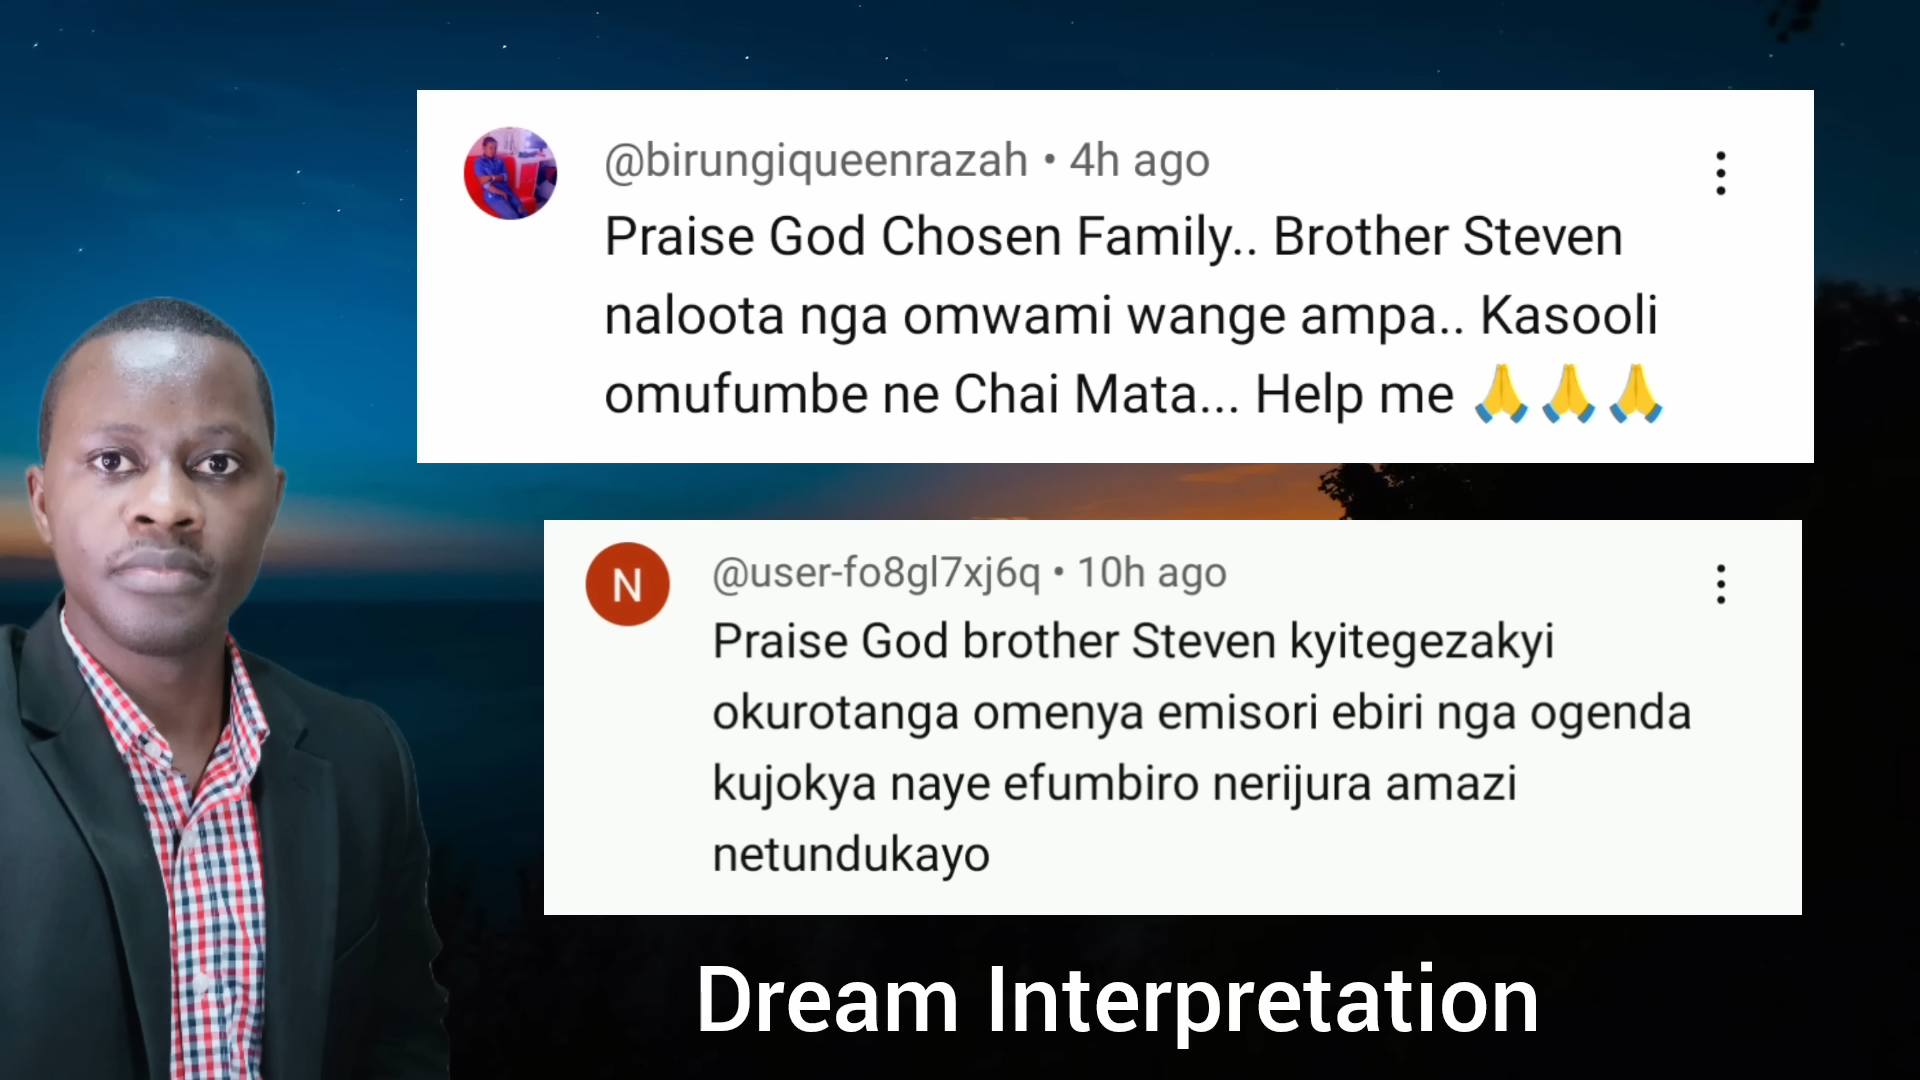 @birungiqueenrazah • 4h ago
Praise God Chosen Family.. Brother Steven
naloota nga omwami wange ampa.. Kasooli
omufumbe ne Chai Mata... Help me 🙏🙏🙏
N
@user-fo8gl7xj6q • 10h ago
Praise God brother Steven kyitegezakyi
okurotanga omenya emisori ebiri nga ogenda
kujokya naye efumbiro nerijura amazi
netundukayo
Dream Interpretation